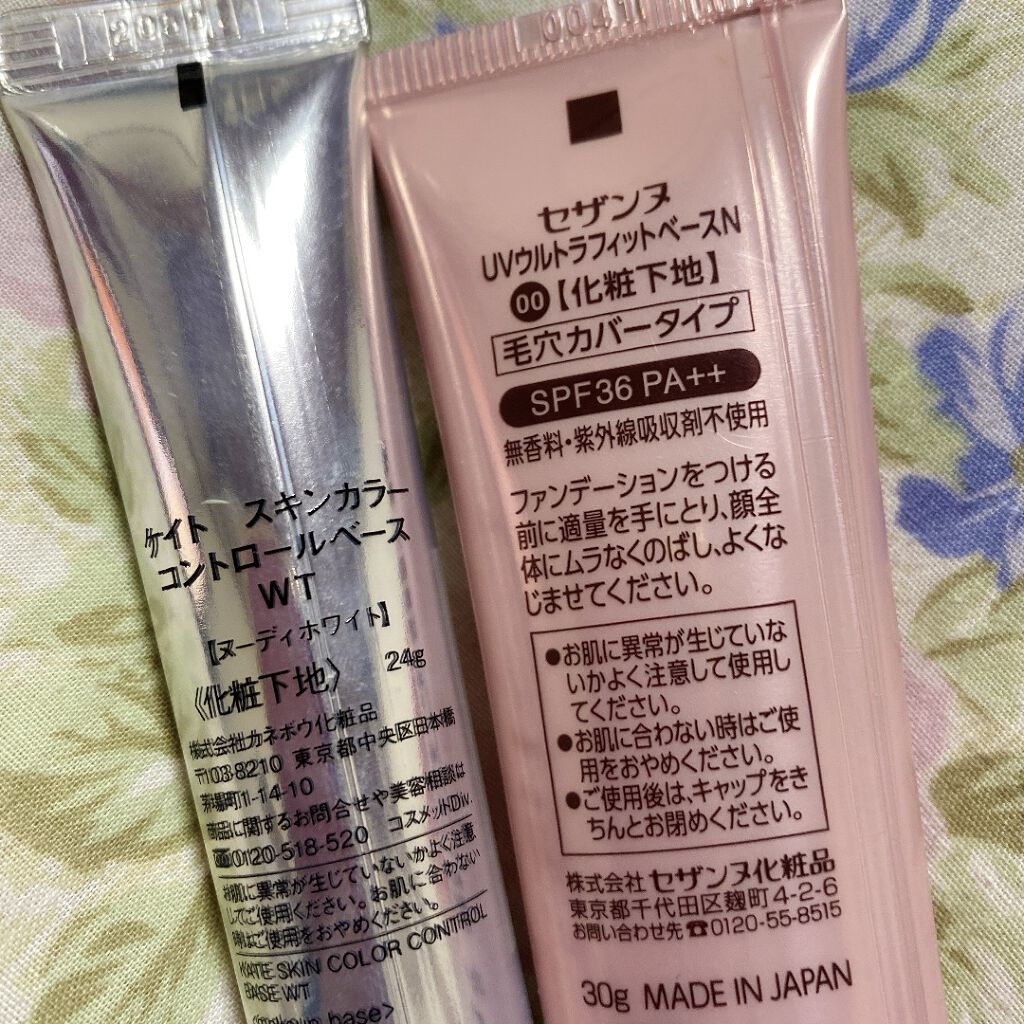 ケイト スキンカラー
コントロールベース
WT
【ヌーディホワイト】
《化粧下地》 24g
株式会社カネボウ化粧品
〒103-8210 東京都中央区日本橋
茅場町1-14-10
商品に関するお問合せや美容相談は
0120-518-520 コスメットDiv.
お肌に異常が生じていないかよく注意
してご使用ください。お肌に合わない
時はご使用をおやめください。
KATE SKIN COLOR CONTROL
BASE WT
base>
0041
セザンヌ
UVウルトラフィットベースN
00【化粧下地】
毛穴カバータイプ
SPF36 PA++
無香料・紫外線吸収剤不使用
ファンデーションをつける
前に適量を手にとり、顔全
体にムラなくのばし、よくな
じませてください。
●お肌に異常が生じていな
いかよく注意して使用し
てください。
●お肌に合わない時はご使
用をおやめください。
●ご使用後は、キャップをき
ちんとお閉めください。
株式会社 セザンヌ化粧品
東京都千代田区麹町4-2-6
お問い合わせ先☎0120-55-8515
30g MADE IN JAPAN